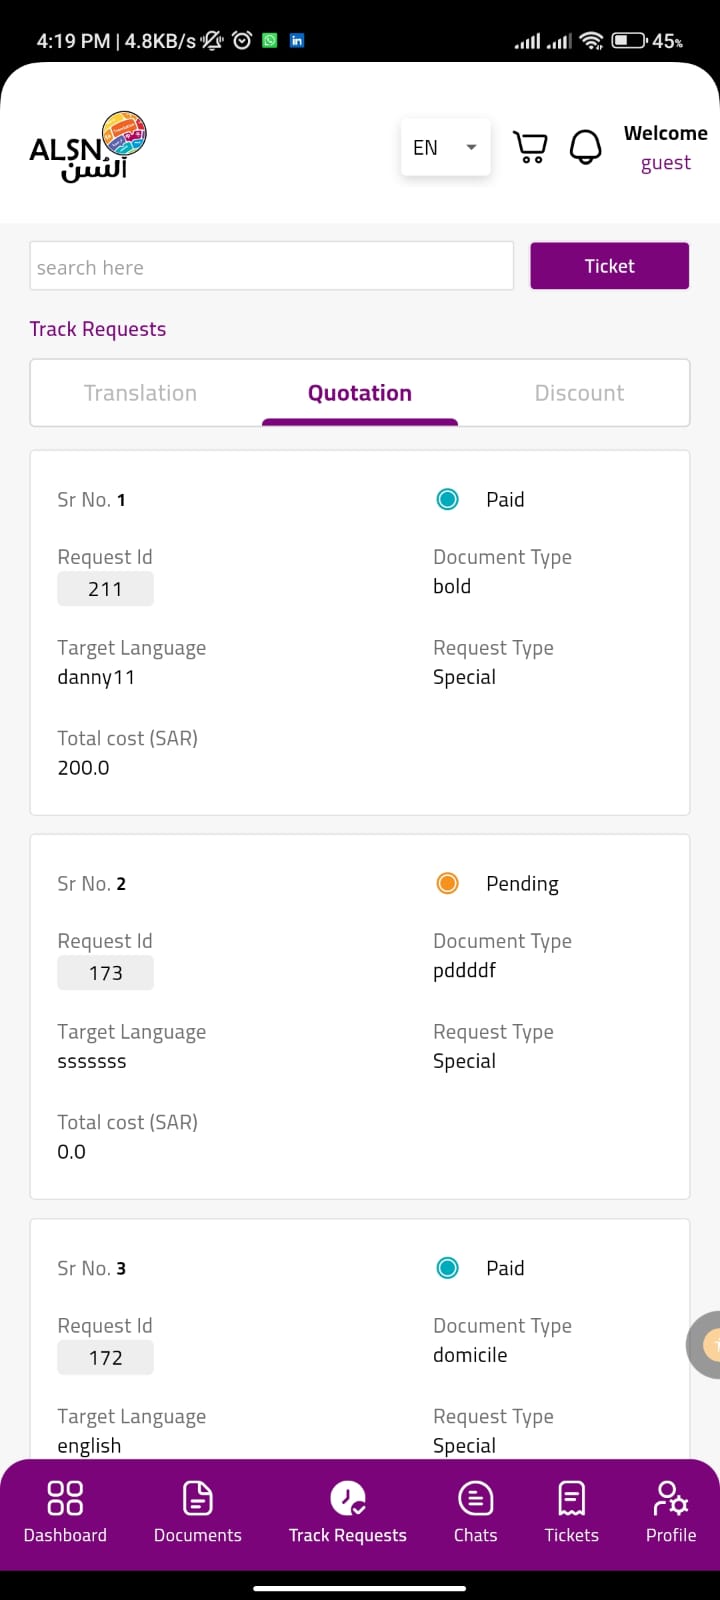 4:19 PM | 4.8KB/s
45%
ALSN
ألسن
EN
Welcome
guest
search here
Ticket
Track Requests
Translation
Quotation
Discount
Sr No. 1
Paid
Request Id
Document Type
211
bold
Target Language
Request Type
danny11
Special
Total cost (SAR)
200.0
Sr No. 2
Pending
Request Id
Document Type
173
pddddf
Target Language
Request Type
sssssss
Special
Total cost (SAR)
0.0
Sr No. 3
Paid
Request Id
Document Type
172
domicile
Target Language
Request Type
english
Special
Dashboard
Documents
Track Requests
Chats
Tickets
Profile